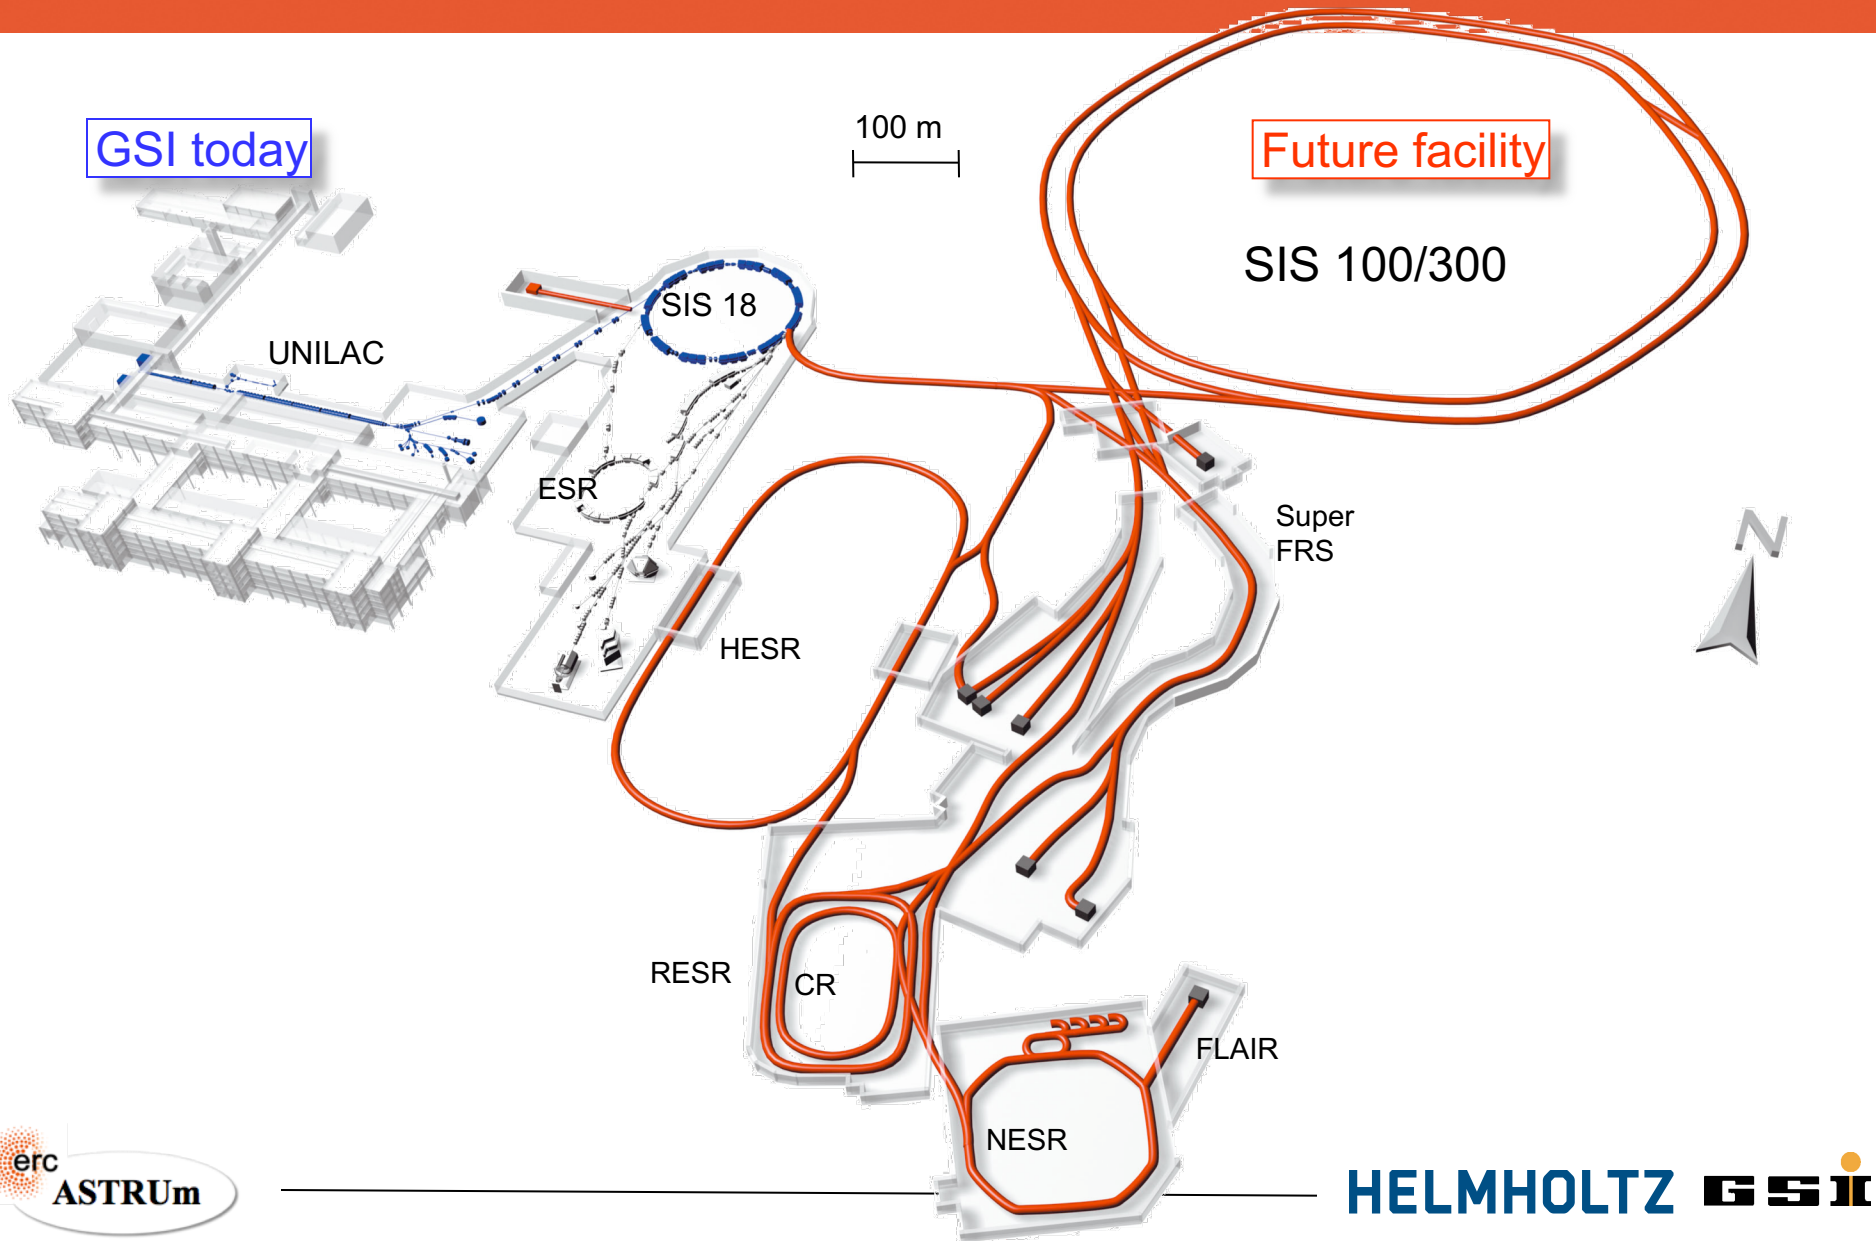 GSI today
100 m
Future facility
SIS 100/300
SIS 18
UNILAC
ESR
Super
FRS
N
HESR
RESR
CR
FLAIR
NESR
erc
ASTRUm
HELMHOLTZ
GSI